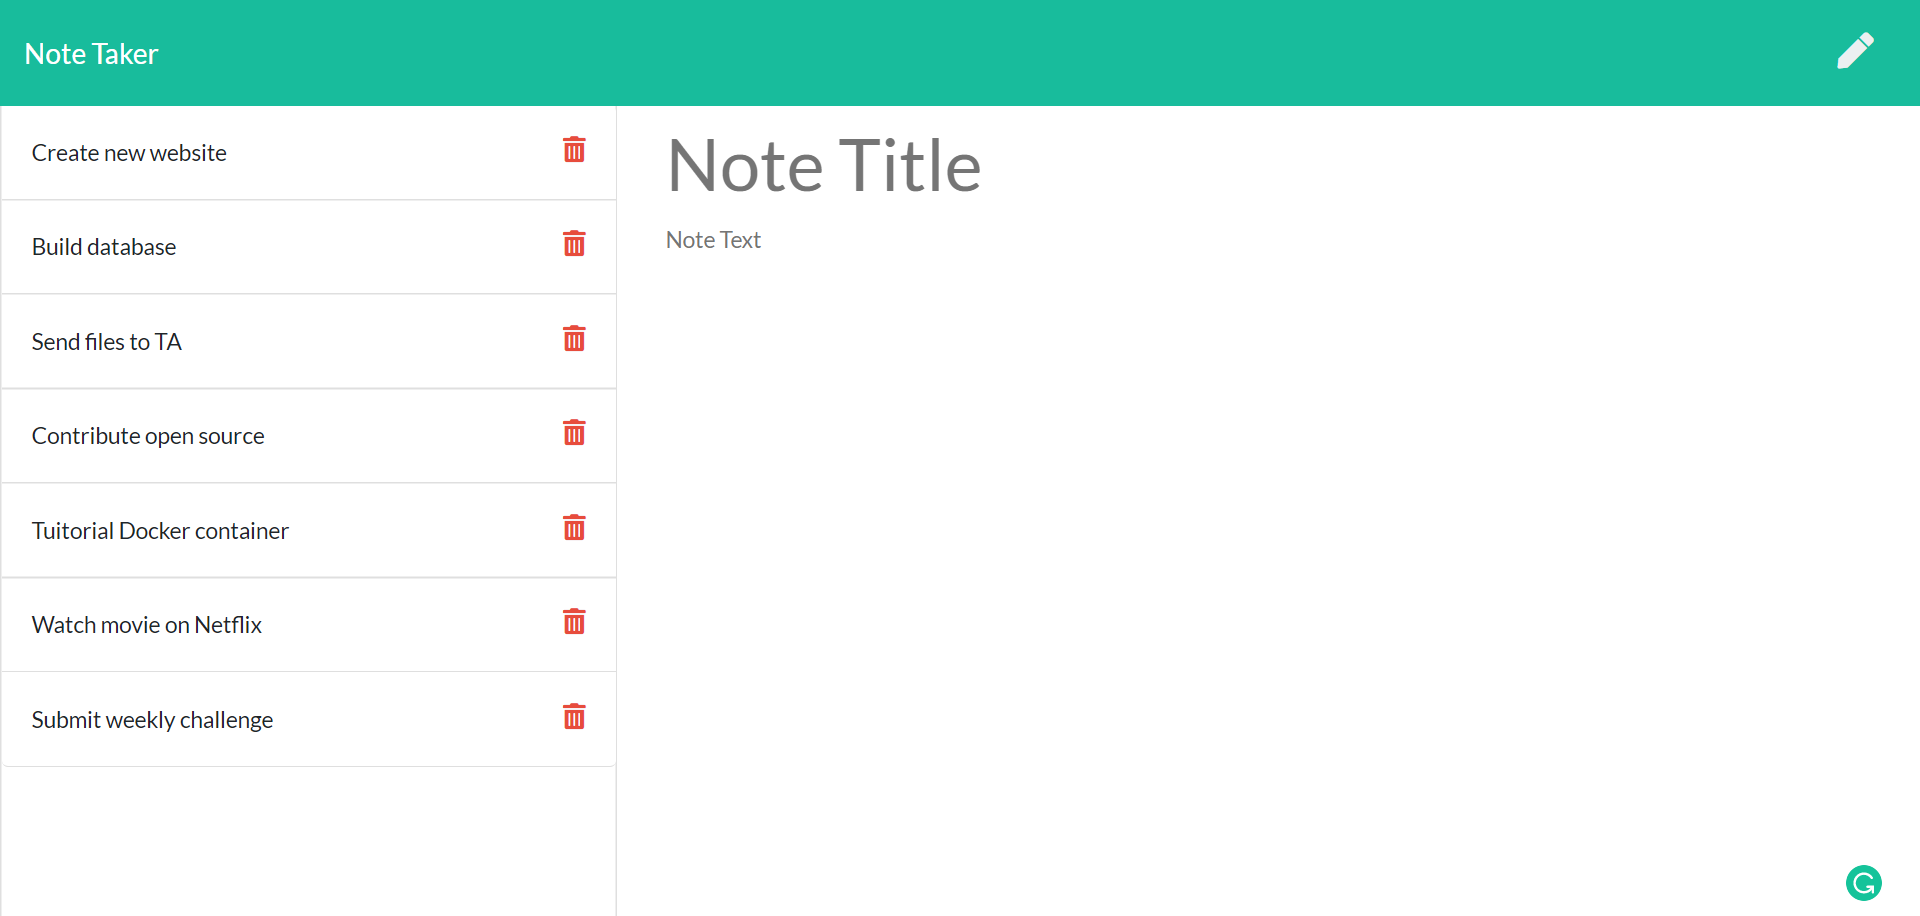 Note Taker
Create new website
Build database
Send files to TA
Contribute open source
Tuitorial Docker container
Watch movie on Netflix
Submit weekly challenge
Note Title
Note Text